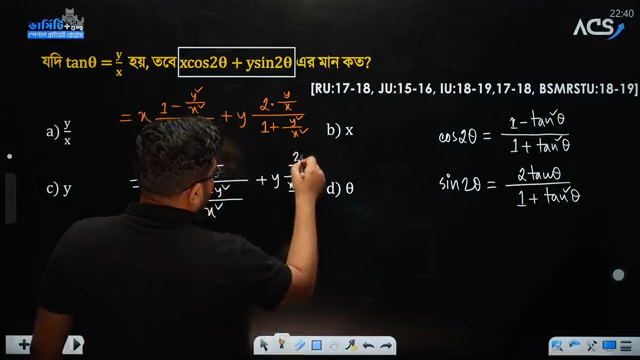 ভার্সিটি+গুচ্ছ
স্পেশাল প্রাইভেট প্রোগ্রাম
22:40
ACS
যদি tanθ = y/x হয়, তবে xcos2θ + ysin2θ এর মান কত?
[RU:17-18, JU:15-16, IU:18-19,17-18, BSMRSTU:18-19]
= x (1 - y²/x²) + y (2 · y/x)/(1 + y²/x²)
cos2θ = (1 - tan²θ)/(1 + tan²θ)
a) y/x
b) x
sin2θ = 2tanθ/(1 + tan²θ)
c) y
d) θ
= + y